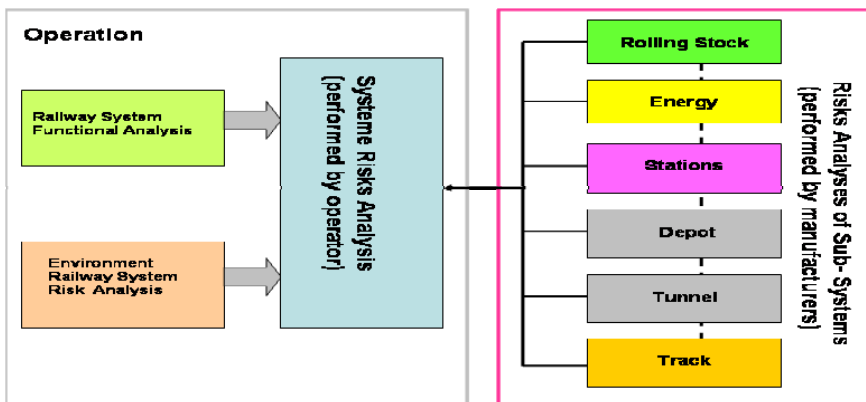 Operation
Railway System
Functional Analysis
Environment
Railway System
Risk Analysis
Systeme Risks Analysis
(performed by operator)
Rolling Stock
Energy
Stations
Depot
Tunnel
Track
Risks Analyses of Sub- Systems
(performed by manufacturers)